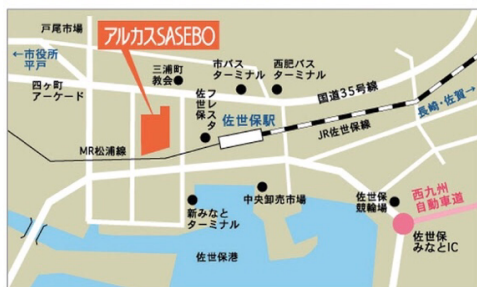 戸尾市場
アルカスSASEBO
←市役所
平戸
三浦町
教会
市バス
ターミナル
西肥バス
ターミナル
四ヶ町
アーケード
国道35号線
フレスタ
佐世保
佐世保駅
長崎・佐賀→
JR佐世保線
MR松浦線
中央卸売市場
新みなと
ターミナル
佐世保
競輪場
西九州
自動車道
佐世保
みなとIC
佐世保港